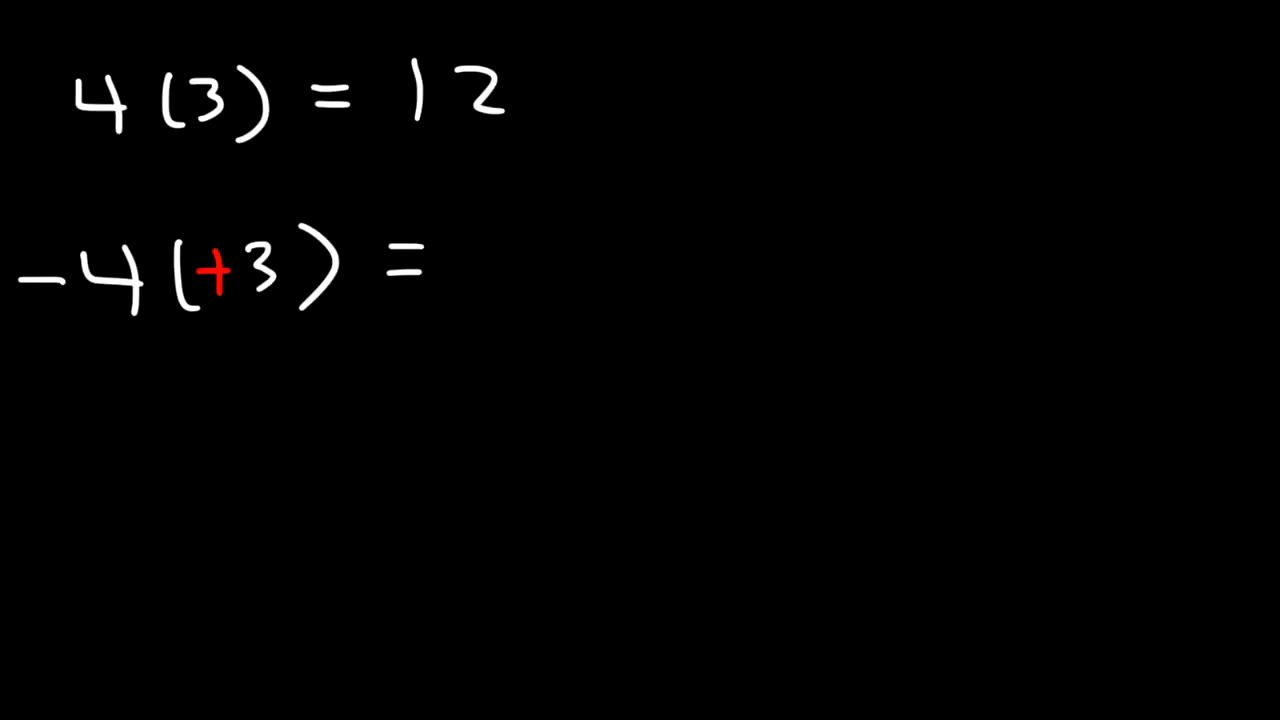 4(3) = 12
-4(+3) =